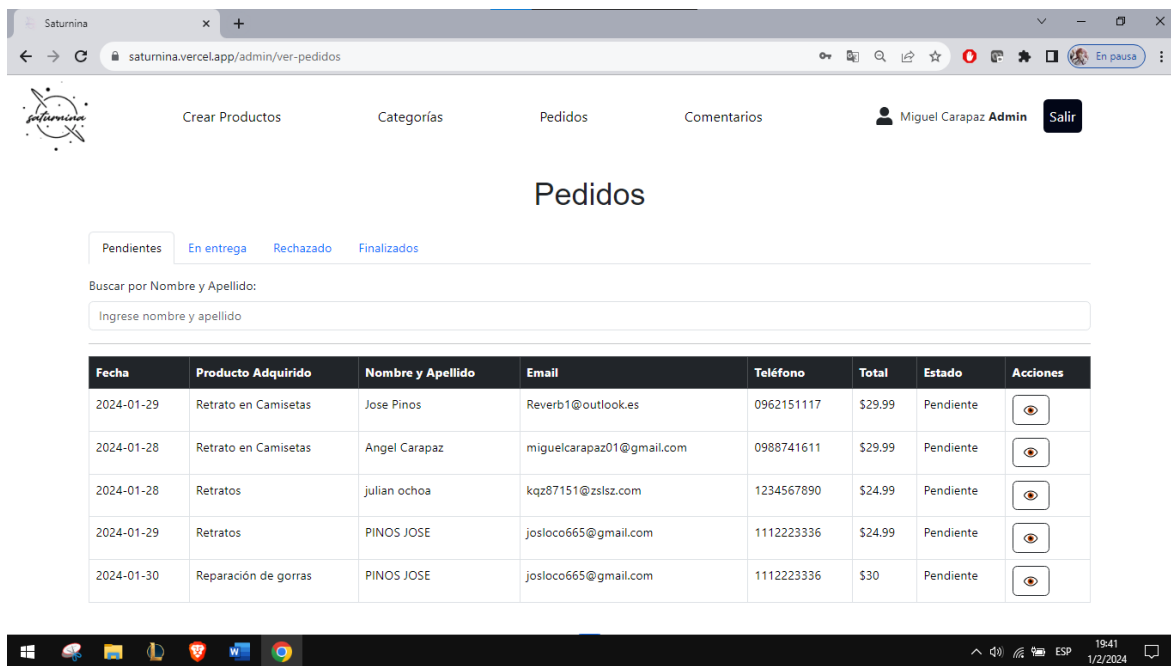 Saturnina
saturnina.vercel.app/admin/ver-pedidos
En pausa
saturnina
Crear Productos Categorías Pedidos Comentarios Miguel Carapaz Admin Salir
Pedidos
Pendientes En entrega Rechazado Finalizados
Buscar por Nombre y Apellido:
Ingrese nombre y apellido
Fecha Producto Adquirido Nombre y Apellido Email Teléfono Total Estado Acciones
2024-01-29 Retrato en Camisetas Jose Pinos Reverb1@outlook.es 0962151117 $29.99 Pendiente
2024-01-28 Retrato en Camisetas Angel Carapaz miguelcarapaz01@gmail.com 0988741611 $29.99 Pendiente
2024-01-28 Retratos julian ochoa kqz87151@zslsz.com 1234567890 $24.99 Pendiente
2024-01-29 Retratos PINOS JOSE josloco665@gmail.com 1112223336 $24.99 Pendiente
2024-01-30 Reparación de gorras PINOS JOSE josloco665@gmail.com 1112223336 $30 Pendiente
ESP
19:41
1/2/2024